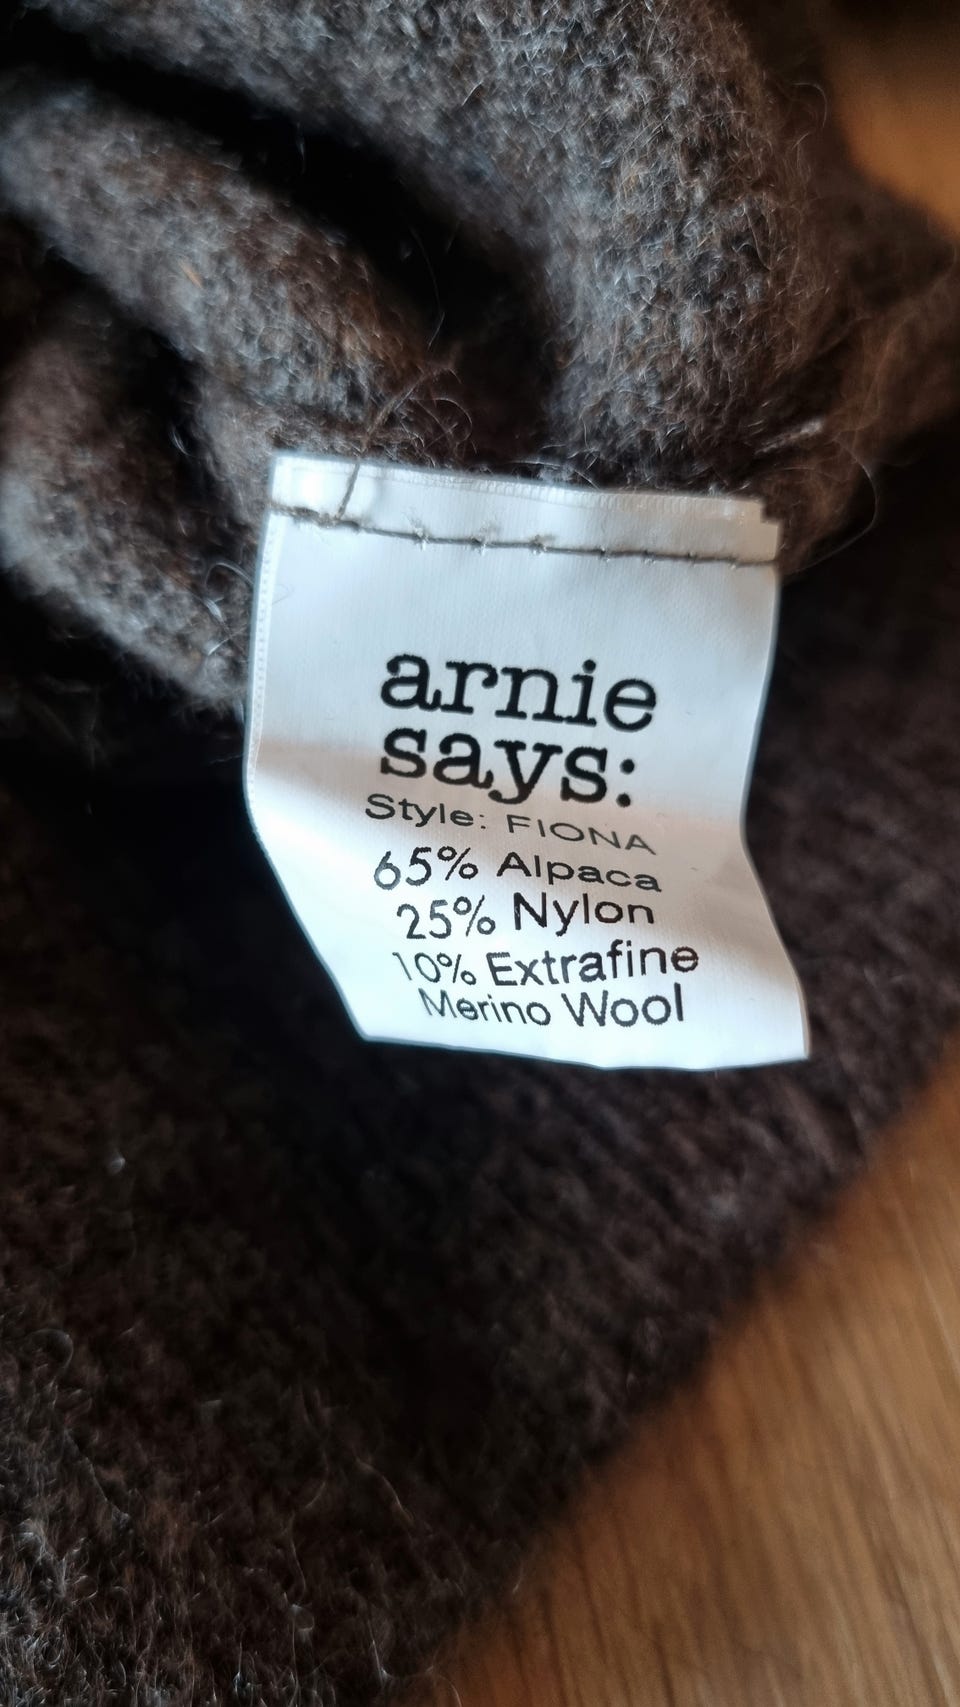 arnie
says:
Style: FIONA
65% Alpaca
25% Nylon
10% Extrafine
Merino Wool